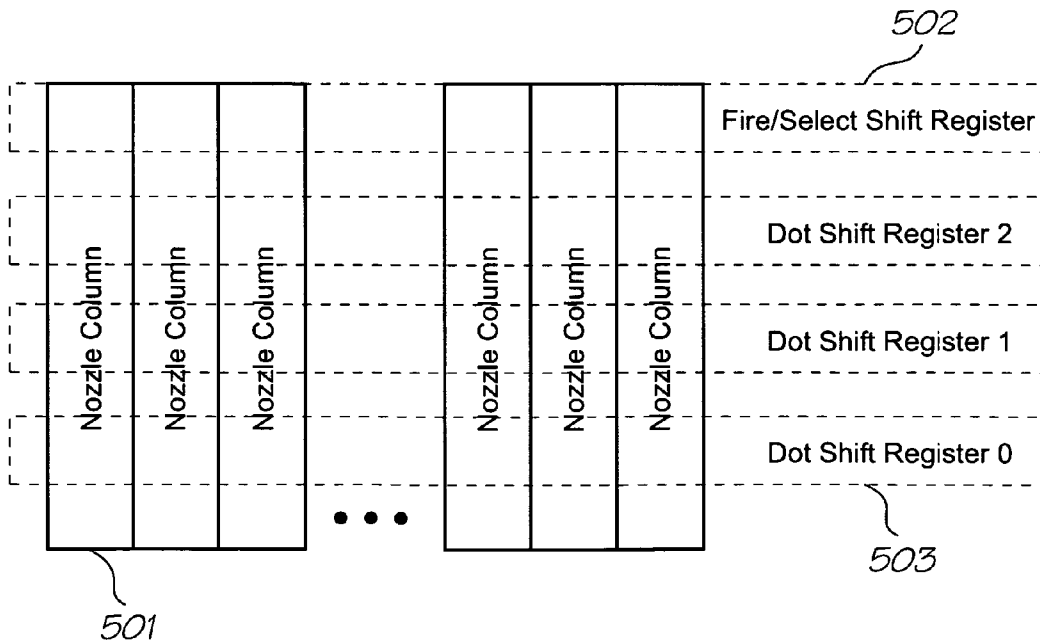 502
Fire/Select Shift Register
Dot Shift Register 2
Nozzle Column
Nozzle Column
Nozzle Column
Nozzle Column
Nozzle Column
Nozzle Column
Dot Shift Register 1
Dot Shift Register 0
503
501